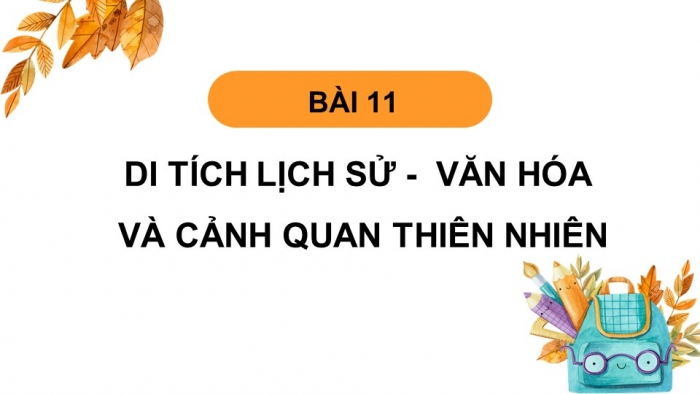 BÀI 11
DI TÍCH LỊCH SỬ - VĂN HÓA
VÀ CẢNH QUAN THIÊN NHIÊN